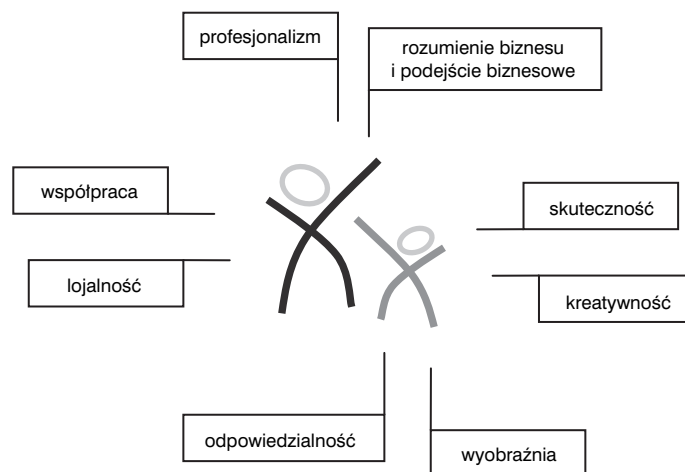 profesjonalizm
rozumienie biznesu
i podejście biznesowe
współpraca
skuteczność
lojalność
kreatywność
odpowiedzialność
wyobraźnia